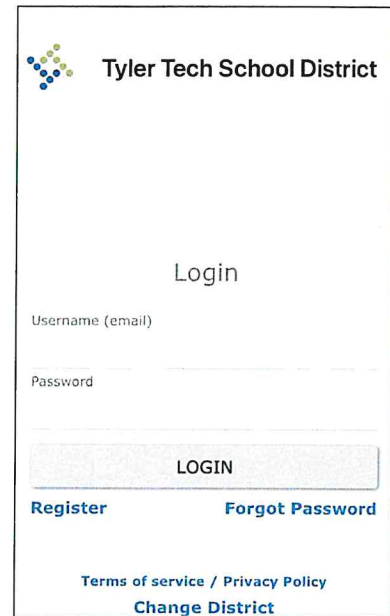 Tyler Tech School District
Login
Username (email)
Password
LOGIN
Register Forgot Password
Terms of service / Privacy Policy
Change District